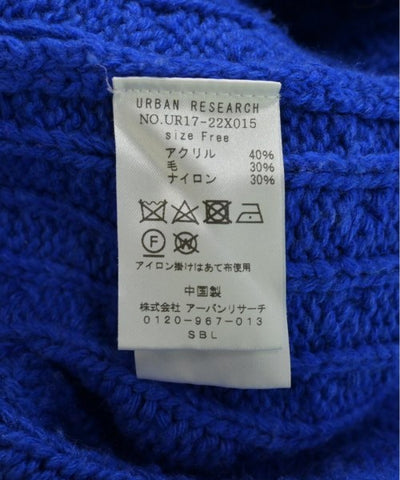 URBAN RESEARCH
NO.UR17-22X015
size Free
アクリル 40%
毛 30%
ナイロン 30%
F W
アイロン掛けはあて布使用
中国製
株式会社 アーバンリサーチ
0120-967-013
SBL